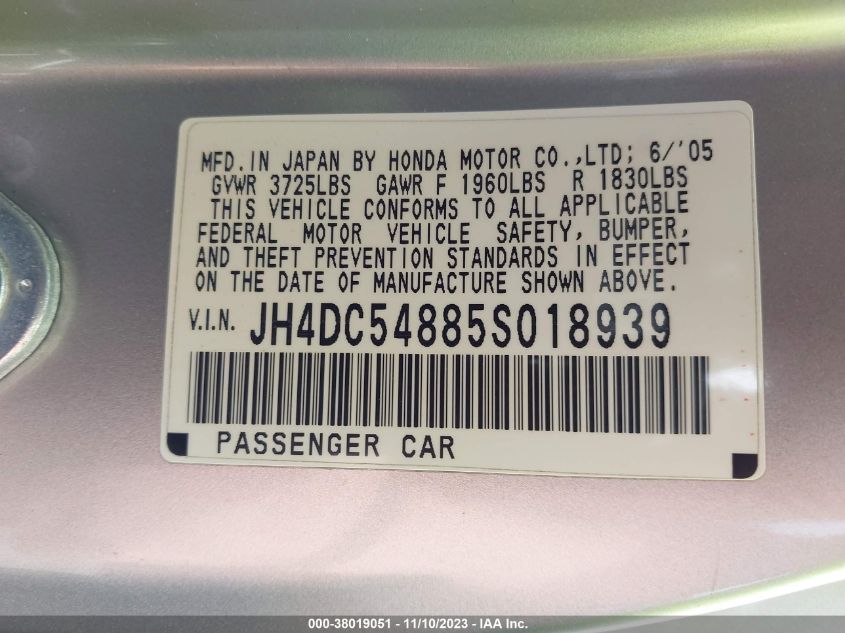 MFD.IN JAPAN BY HONDA MOTOR CO.,LTD; 6/'05
GVWR 3725LBS GAWR F 1960LBS R 1830LBS
THIS VEHICLE CONFORMS TO ALL APPLICABLE
FEDERAL MOTOR VEHICLE SAFETY, BUMPER,
AND THEFT PREVENTION STANDARDS IN EFFECT
ON THE DATE OF MANUFACTURE SHOWN ABOVE.
V.I.N. JH4DC54885S018939
PASSENGER CAR
000-38019051 - 11/10/2023 - IAA Inc.